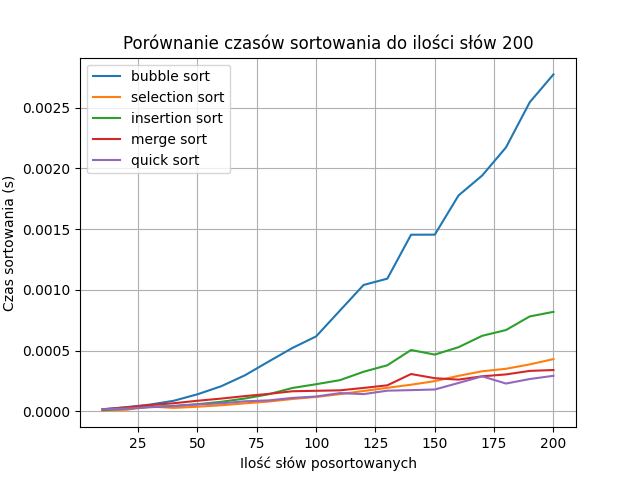 Porównanie czasów sortowania do ilości słów 200
bubble sort
selection sort
insertion sort
merge sort
quick sort
Czas sortowania (s)
0.0025
0.0020
0.0015
0.0010
0.0005
0.0000
25 50 75 100 125 150 175 200
Ilość słów posortowanych